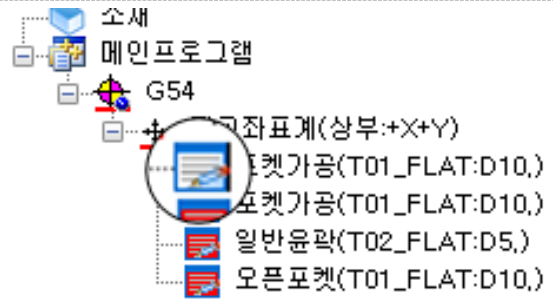 소재
메인프로그램
G54
좌표계(상부:+X+Y)
포켓가공(T01_FLAT:D10,)
포켓가공(T01_FLAT:D10,)
일반윤곽(T02_FLAT:D5,)
오픈포켓(T01_FLAT:D10,)